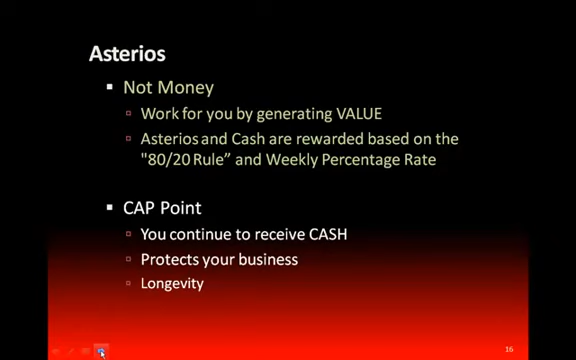 Asterios
Not Money
Work for you by generating VALUE
Asterios and Cash are rewarded based on the
"80/20 Rule” and Weekly Percentage Rate
CAP Point
You continue to receive CASH
Protects your business
Longevity
16